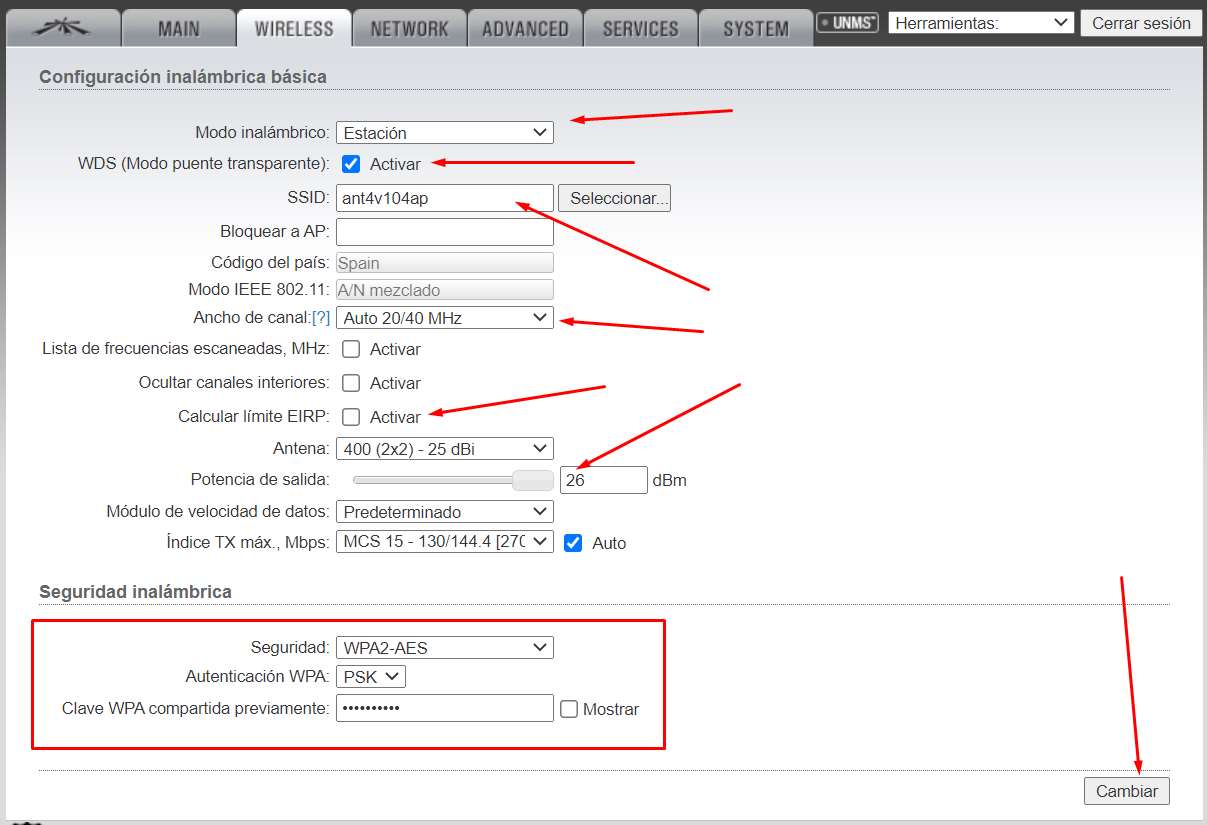 MAIN WIRELESS NETWORK ADVANCED SERVICES SYSTEM UNMS Herramientas: Cerrar sesión
Configuración inalámbrica básica
Modo inalámbrico: Estación
WDS (Modo puente transparente): Activar
SSID: ant4v104ap Seleccionar...
Bloquear a AP:
Código del país: Spain
Modo IEEE 802.11: A/N mezclado
Ancho de canal:[?] Auto 20/40 MHz
Lista de frecuencias escaneadas, MHz: Activar
Ocultar canales interiores: Activar
Calcular límite EIRP: Activar
Antena: 400 (2x2) - 25 dBi
Potencia de salida: 26 dBm
Módulo de velocidad de datos: Predeterminado
Índice TX máx., Mbps: MCS 15 - 130/144.4 [270 Auto
Seguridad inalámbrica
Seguridad: WPA2-AES
Autenticación WPA: PSK
Clave WPA compartida previamente: •••••••••• Mostrar
Cambiar